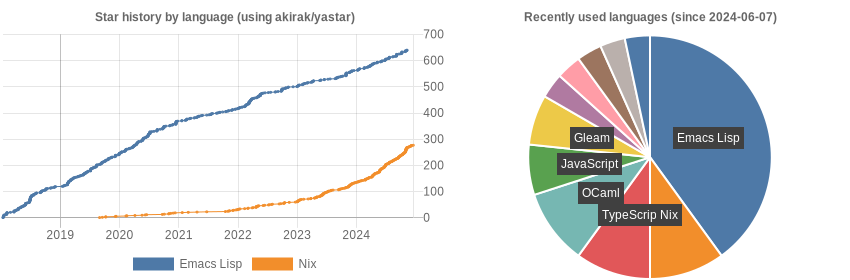 Star history by language (using akirak/yastar)
700
600
500
400
300
200
100
0
2019 2020 2021 2022 2023 2024
Emacs Lisp Nix
Recently used languages (since 2024-06-07)
Gleam Emacs Lisp
JavaScript
OCaml
TypeScrip Nix